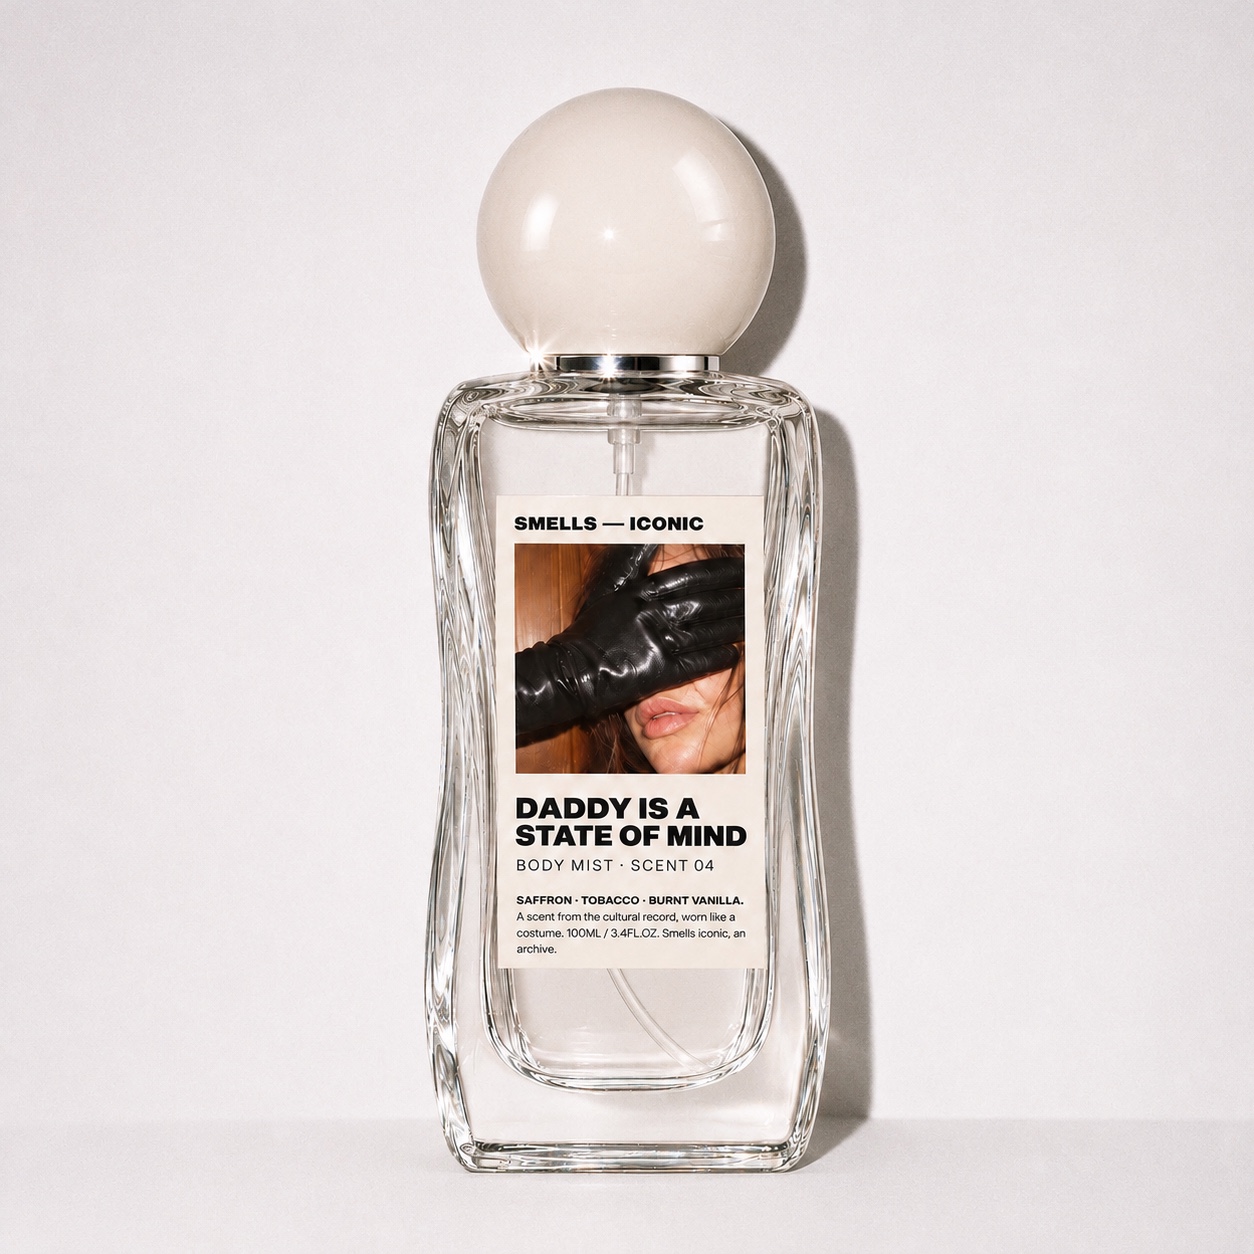 SMELLS — ICONIC
DADDY IS A
STATE OF MIND
BODY MIST · SCENT 04
SAFFRON · TOBACCO · BURNT VANILLA.
A scent from the cultural record, worn like a
costume. 100ML / 3.4FL.OZ. Smells iconic, an
archive.